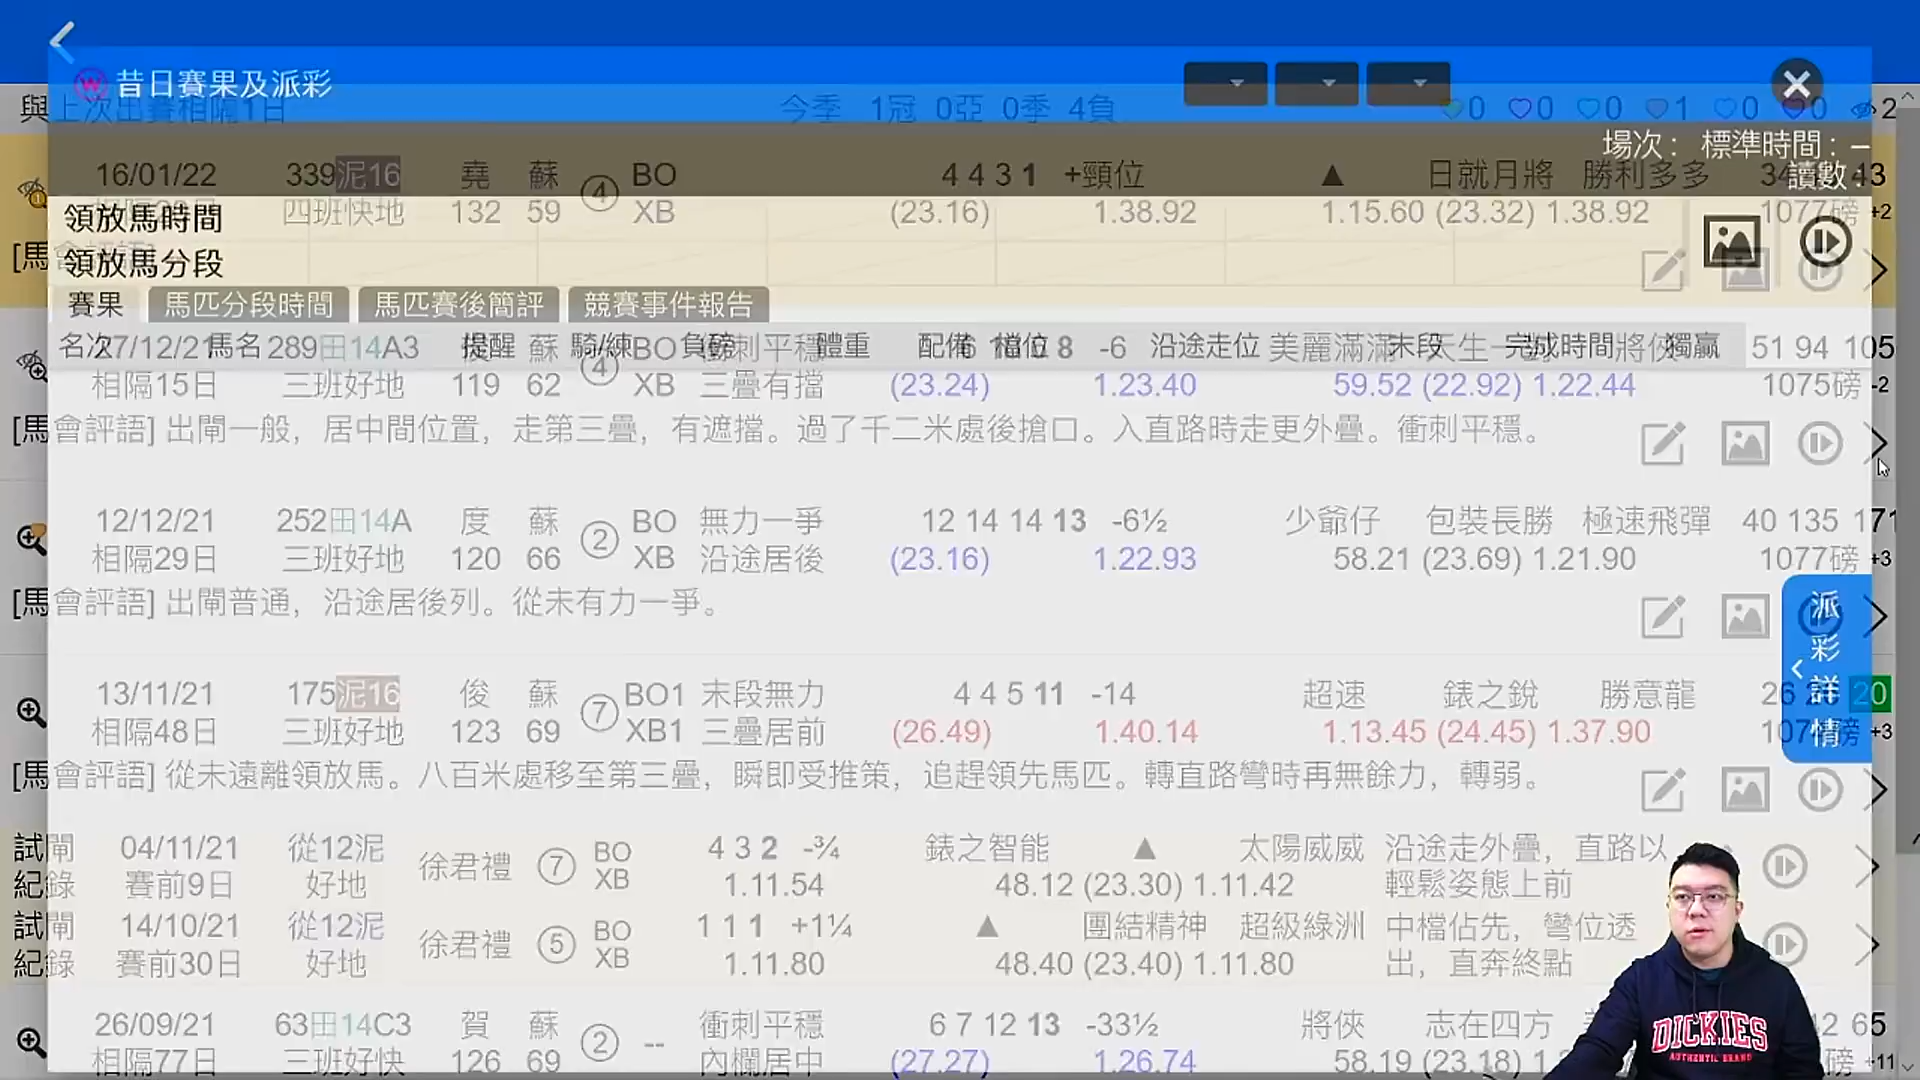 昔日賽果及派彩
與上次出賽相隔1日 今季 1冠 0亞 0季 4負 0 0 0 1 0 0 2
場次： 標準時間： –
讀數：
16/01/22 339泥16 堯 蘇 4 BO 4 4 3 1 +頸位 ▲ 日就月將 勝利多多
四班快地 132 59 XB (23.16) 1.38.92 1.15.60 (23.32) 1.38.92 1077磅 +2
領放馬時間
領放馬分段
賽果 馬匹分段時間 馬匹賽後簡評 競賽事件報告
名次 馬名 提醒 騎/練 負磅 體重 配備 檔位 沿途走位 末段 完成時間 獨贏
27/12/21 289田14A3 蘇 4 BO 衝刺平穩 8 -6 美麗滿滿 將俠 51 94 105
相隔15日 三班好地 119 62 XB 三疊有擋 (23.24) 1.23.40 59.52 (22.92) 1.22.44 1075磅 -2
[馬會評語] 出閘一般，居中間位置，走第三疊，有遮擋。過了千二米處後搶口。入直路時走更外疊。衝刺平穩。
12/12/21 252田14A 度 蘇 2 BO 無力一爭 12 14 14 13 -6½ 少爺仔 包裝長勝 極速飛彈 40 135 171
相隔29日 三班好地 120 66 XB 沿途居後 (23.16) 1.22.93 58.21 (23.69) 1.21.90 1077磅 +3
[馬會評語] 出閘普通，沿途居後列。從未有力一爭。
派彩詳情
13/11/21 175泥16 俊 蘇 7 BO1 末段無力 4 4 5 11 -14 超速 錶之銳 勝意龍 20
相隔48日 三班好地 123 69 XB1 三疊居前 (26.49) 1.40.14 1.13.45 (24.45) 1.37.90 +3
[馬會評語] 從未遠離領放馬。八百米處移至第三疊，瞬即受推策，追趕領先馬匹。轉直路彎時再無餘力，轉弱。
試閘 04/11/21 從12泥 徐君禮 7 BO 4 3 2 -¾ 錶之智能 ▲ 太陽威威 沿途走外疊，直路以
紀錄 賽前9日 好地 XB 1.11.54 48.12 (23.30) 1.11.42 輕鬆姿態上前
試閘 14/10/21 從12泥 徐君禮 5 BO 1 1 1 +1¼ ▲ 團結精神 超級綠洲 中檔佔先，彎位透
紀錄 賽前30日 好地 XB 1.11.80 48.40 (23.40) 1.11.80 出，直奔終點
26/09/21 63田14C3 賀 蘇 2 -- 衝刺平穩 6 7 12 13 -33½ 將俠 志在四方 65
相隔77日 三班好快 126 69 內欄居中 (27.27) 1.26.74 58.19 (23.18) 磅 +11
DICKIES
AUTHENTIC BRAND